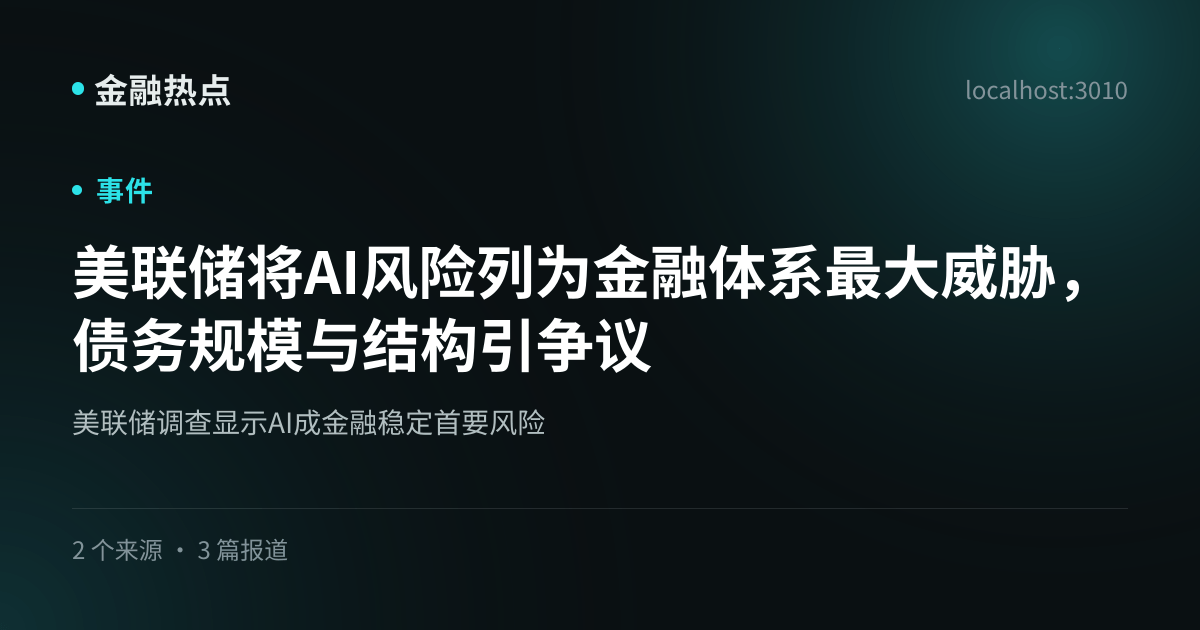 金融热点
localhost:3010
事件
美联储将AI风险列为金融体系最大威胁，
债务规模与结构引争议
美联储调查显示AI成金融稳定首要风险
2 个来源 · 3 篇报道